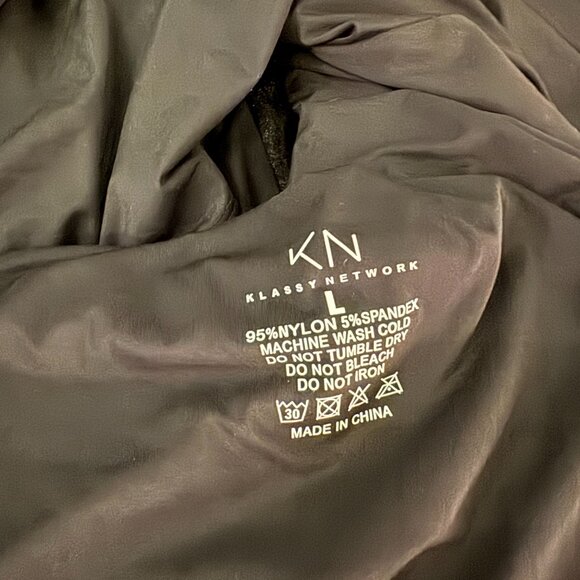 KN
KLASSY NETWORK
L
95%NYLON 5%SPANDEX
MACHINE WASH COLD
DO NOT TUMBLE DRY
DO NOT BLEACH
DO NOT IRON
30
MADE IN CHINA